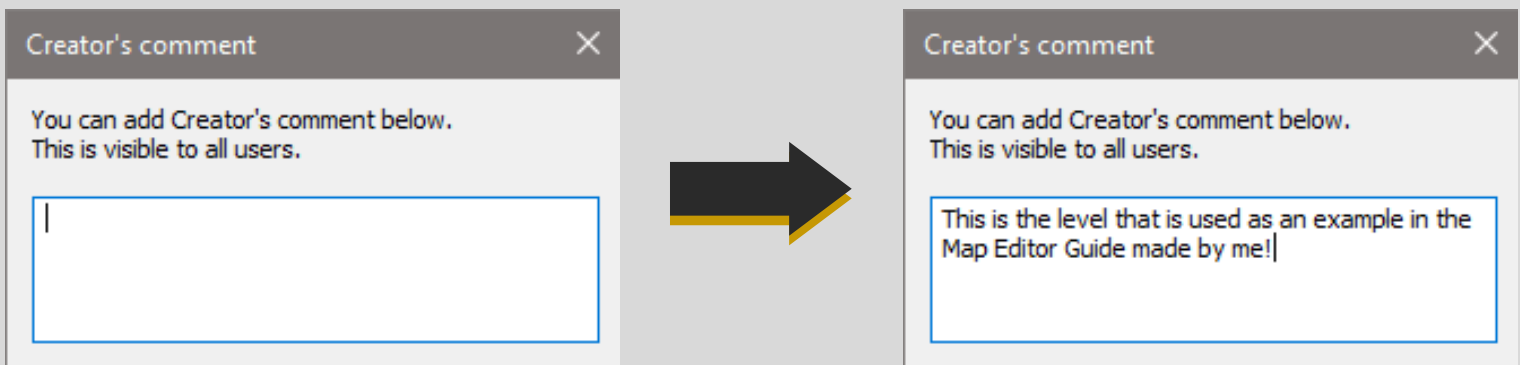 Creator's comment
You can add Creator's comment below.
This is visible to all users.
Creator's comment
You can add Creator's comment below.
This is visible to all users.
This is the level that is used as an example in the
Map Editor Guide made by me!